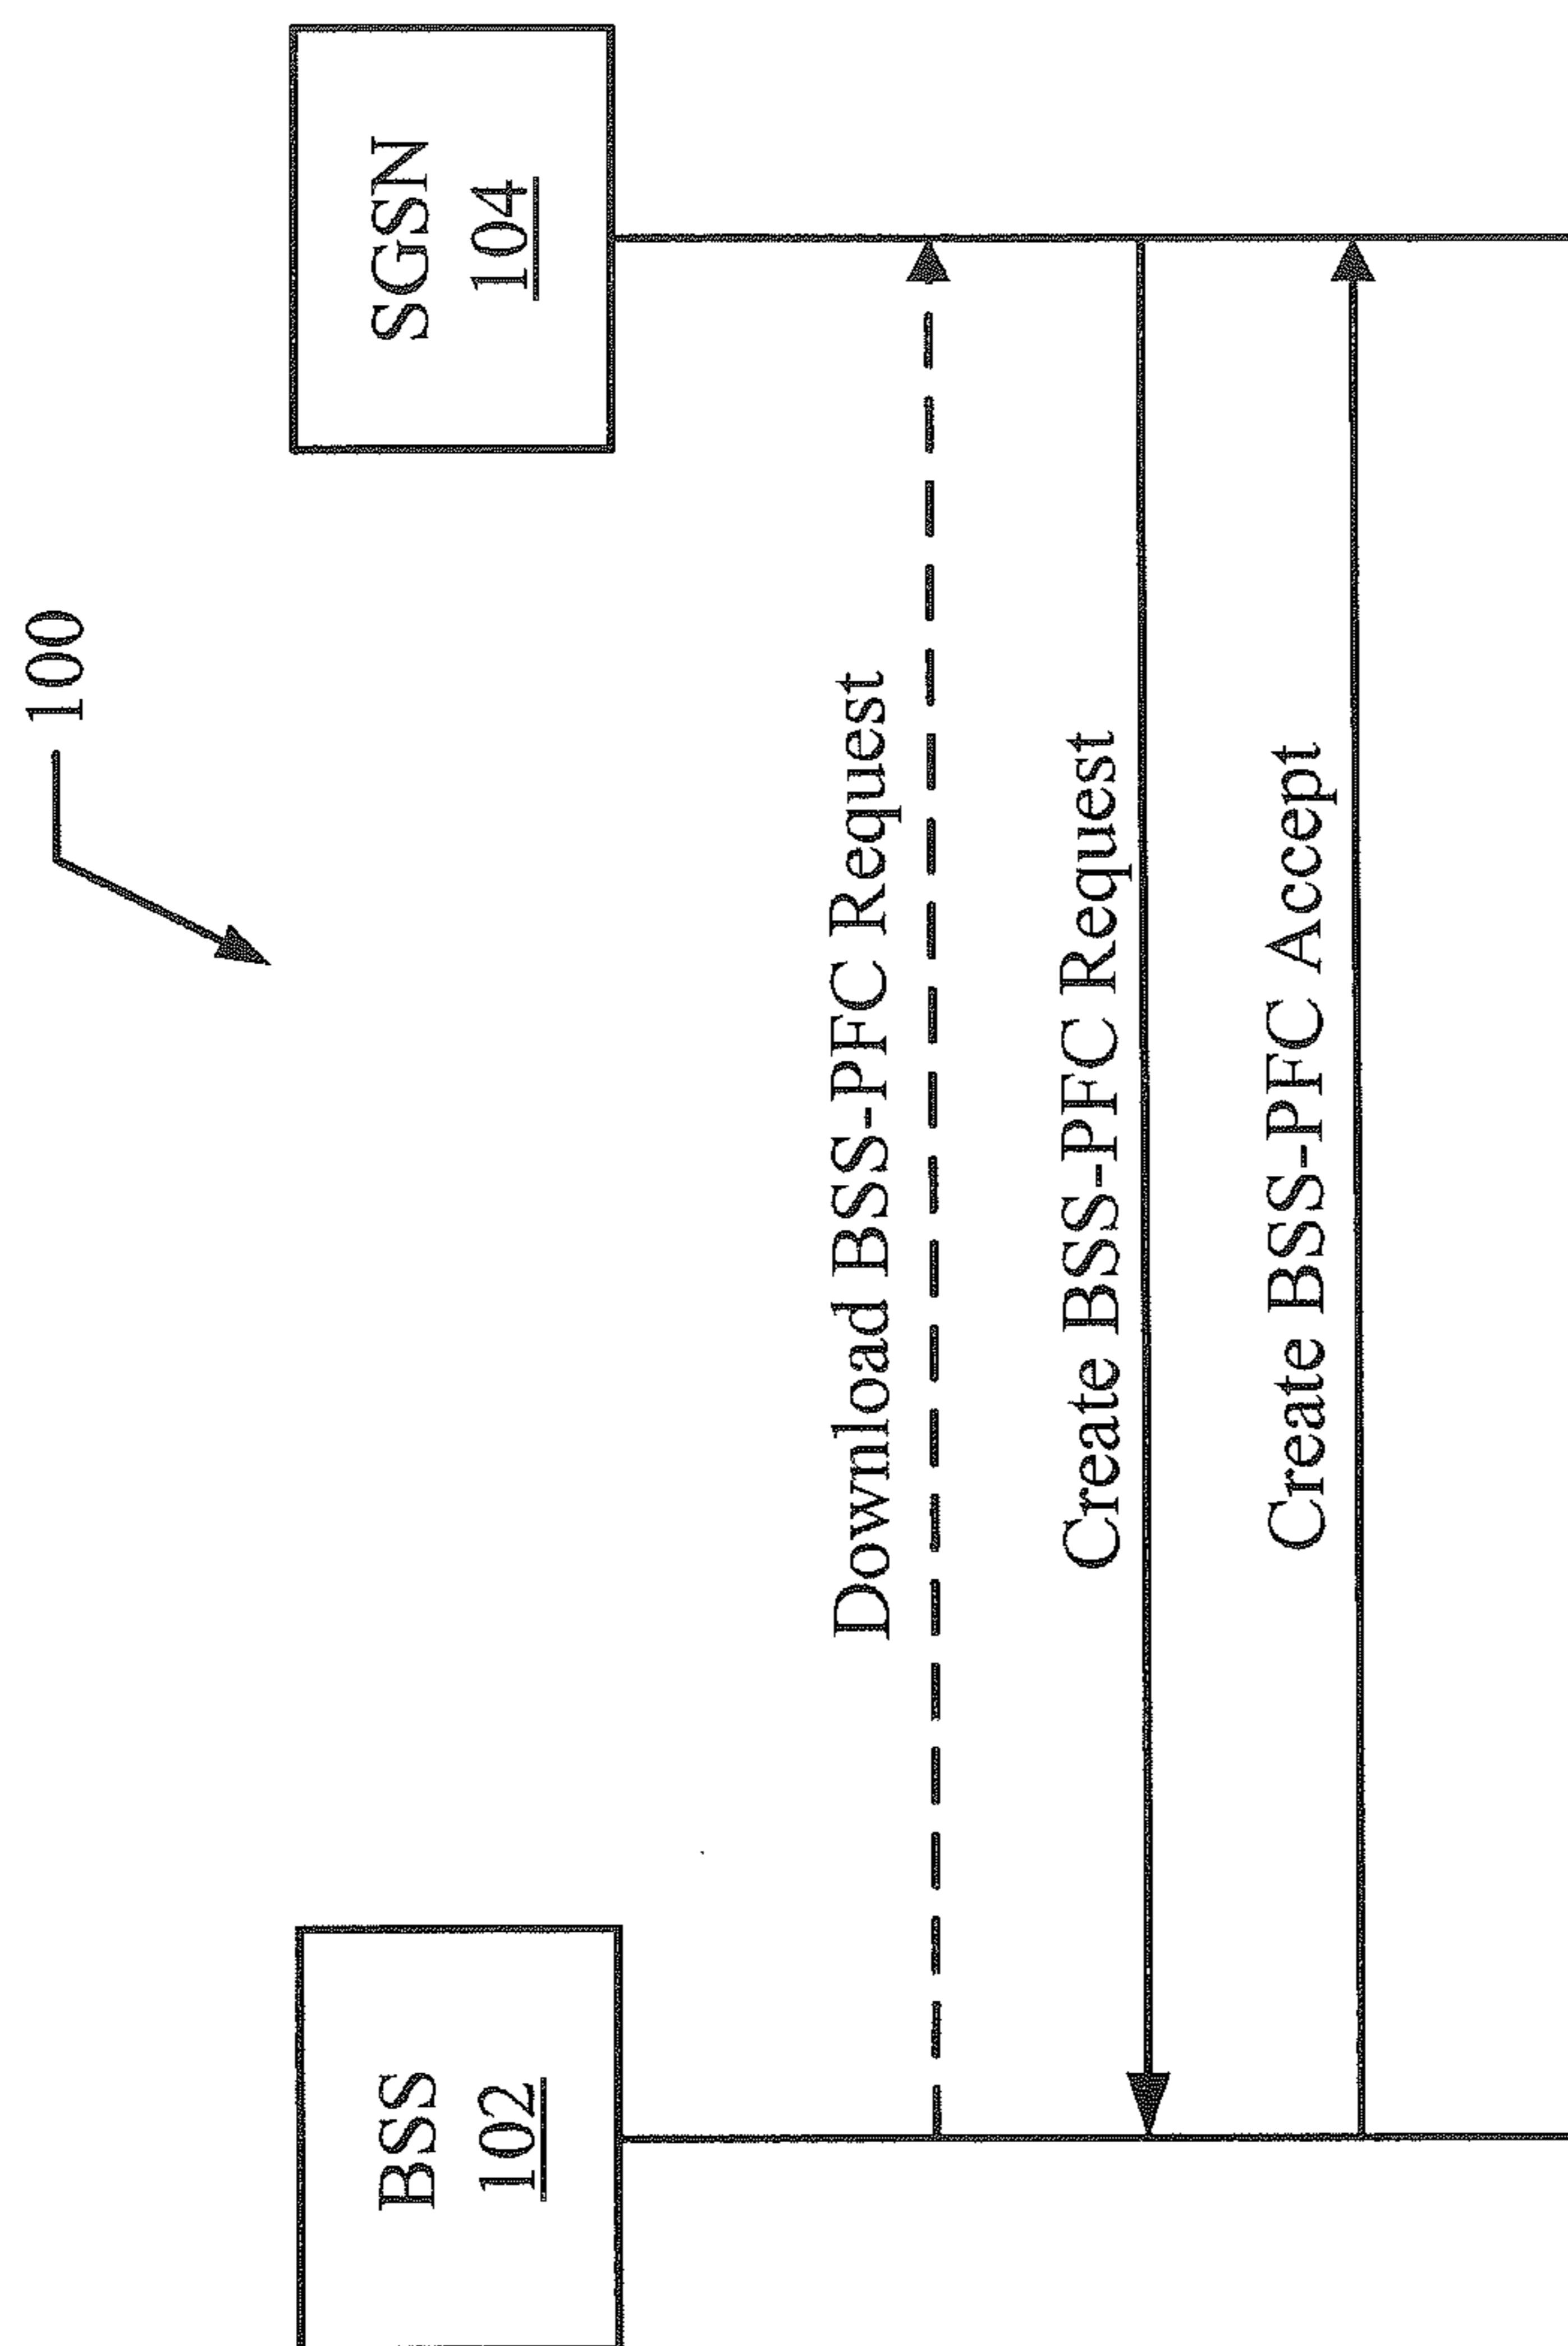 100
BSS
102
SGSN
104
Download BSS-PFC Request
Create BSS-PFC Request
Create BSS-PFC Accept